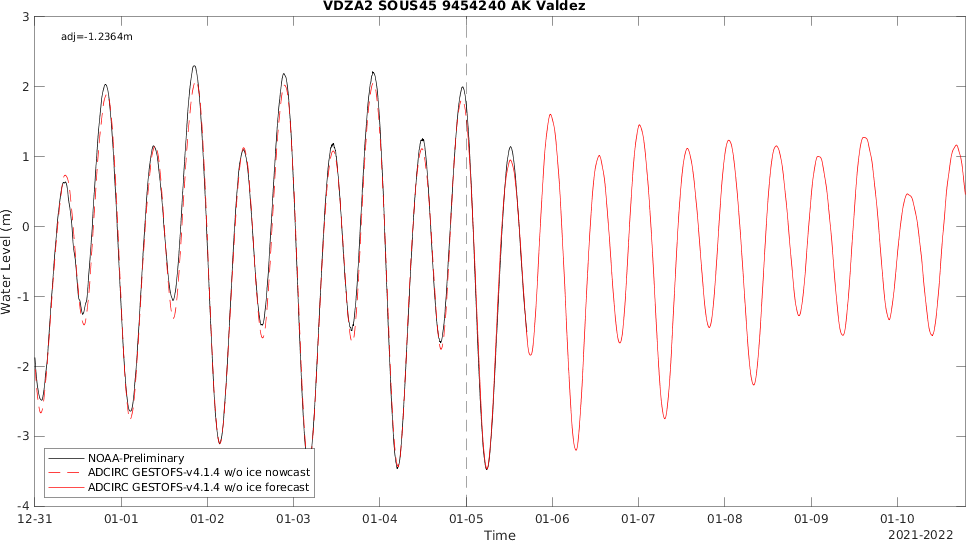 VDZA2 SOUS45 9454240 AK Valdez
adj=-1.2364m
3
2
1
0
-1
-2
-3
-4
Water Level (m)
NOAA-Preliminary
ADCIRC GESTOFS-v4.1.4 w/o ice nowcast
ADCIRC GESTOFS-v4.1.4 w/o ice forecast
12-31 01-01 01-02 01-03 01-04 01-05 01-06 01-07 01-08 01-09 01-10
Time
2021-2022